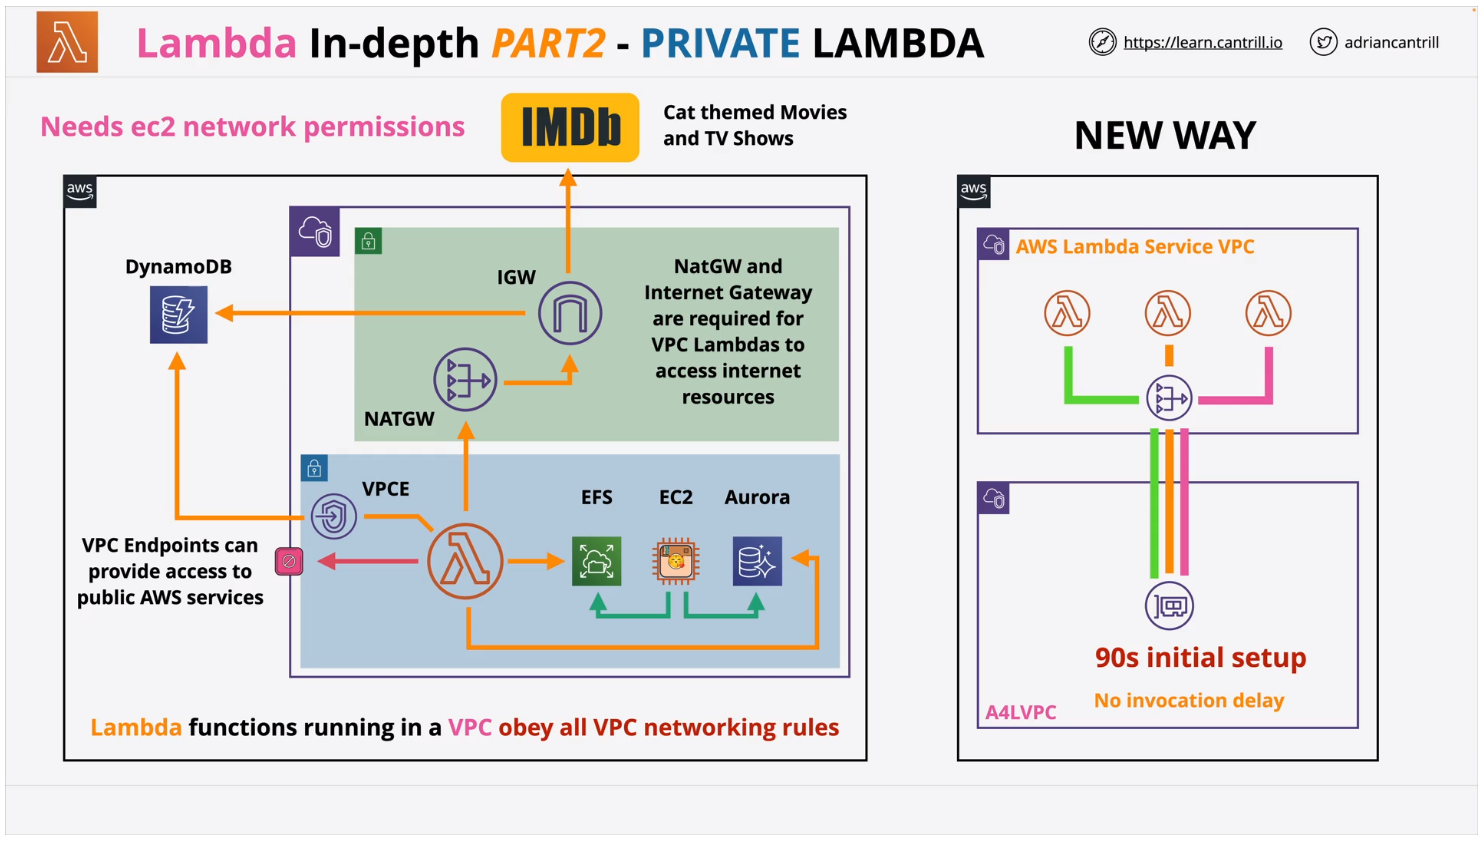 Lambda In-depth PART2 - PRIVATE LAMBDA
https://learn.cantrill.io
adriancantrill
Needs ec2 network permissions
IMDb
Cat themed Movies
and TV Shows
NEW WAY
aws
DynamoDB
IGW
NatGW and
Internet Gateway
are required for
VPC Lambdas to
access internet
resources
NATGW
VPCE
EFS
EC2
Aurora
VPC Endpoints can
provide access to
public AWS services
Lambda functions running in a VPC obey all VPC networking rules
aws
AWS Lambda Service VPC
90s initial setup
No invocation delay
A4LVPC